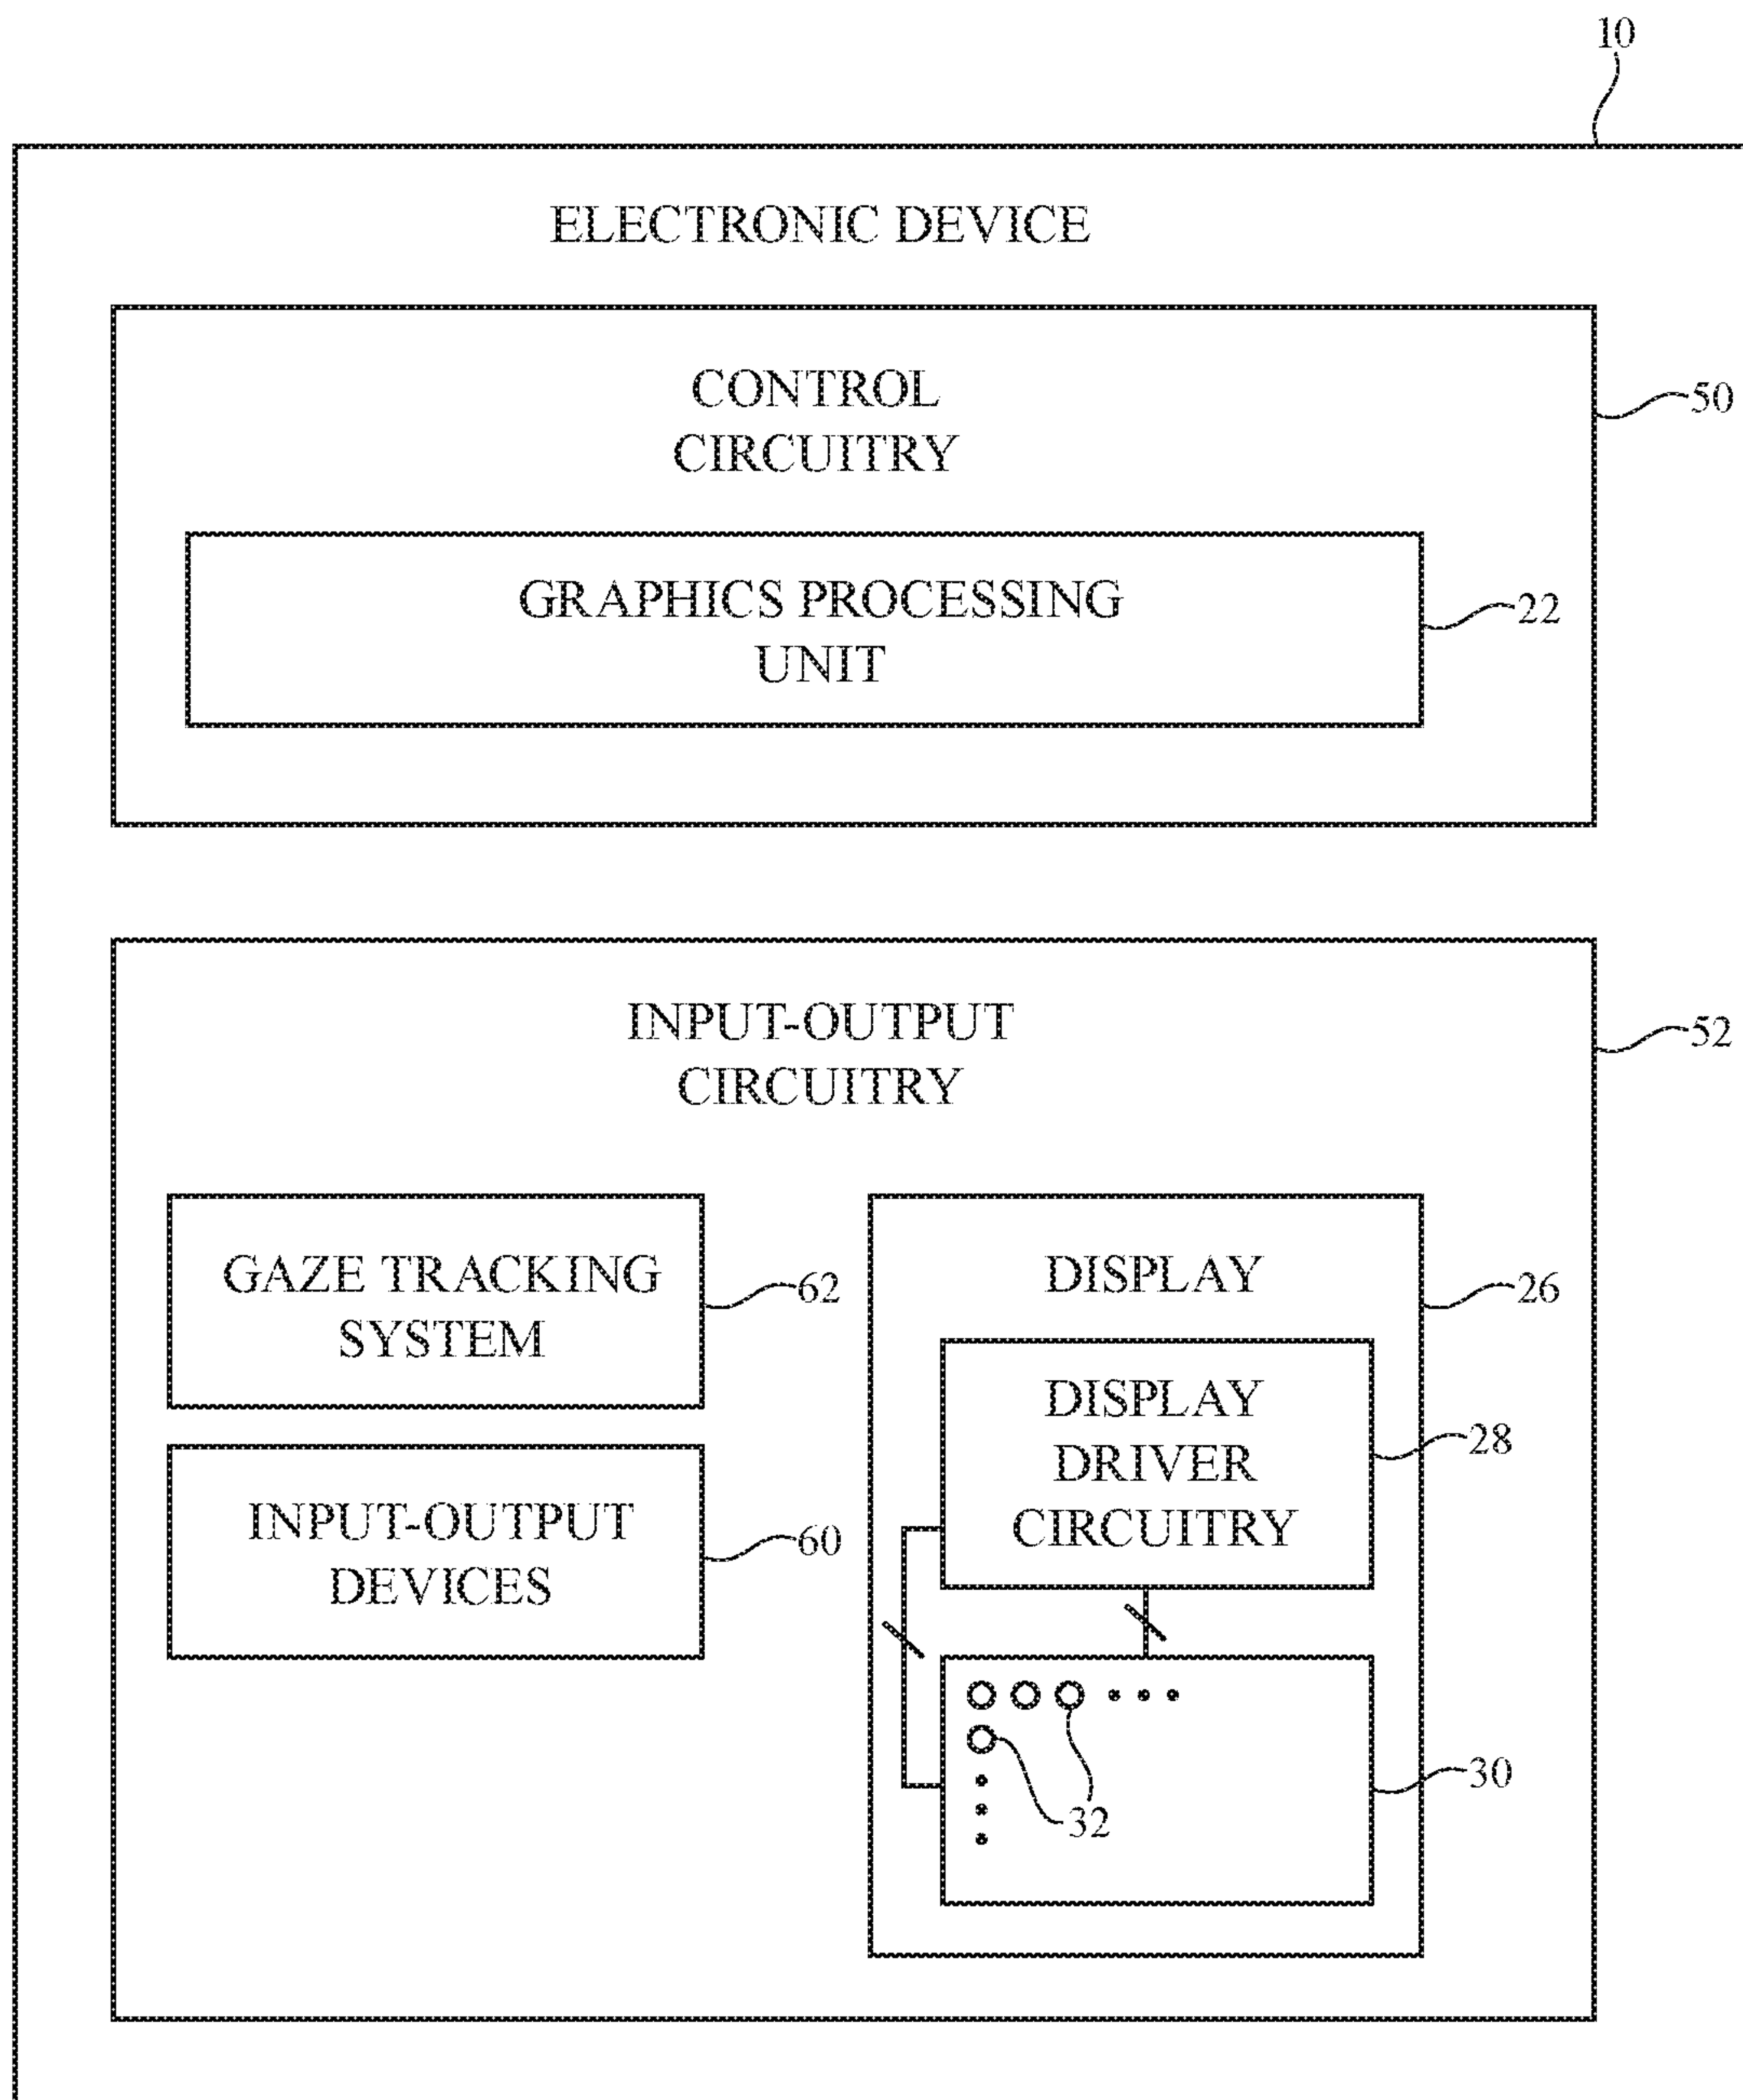 10
ELECTRONIC DEVICE
CONTROL
CIRCUITRY
50
GRAPHICS PROCESSING
UNIT
22
INPUT-OUTPUT
CIRCUITRY
52
GAZE TRACKING
SYSTEM
62
INPUT-OUTPUT
DEVICES
60
DISPLAY
26
DISPLAY
DRIVER
CIRCUITRY
28
30
32